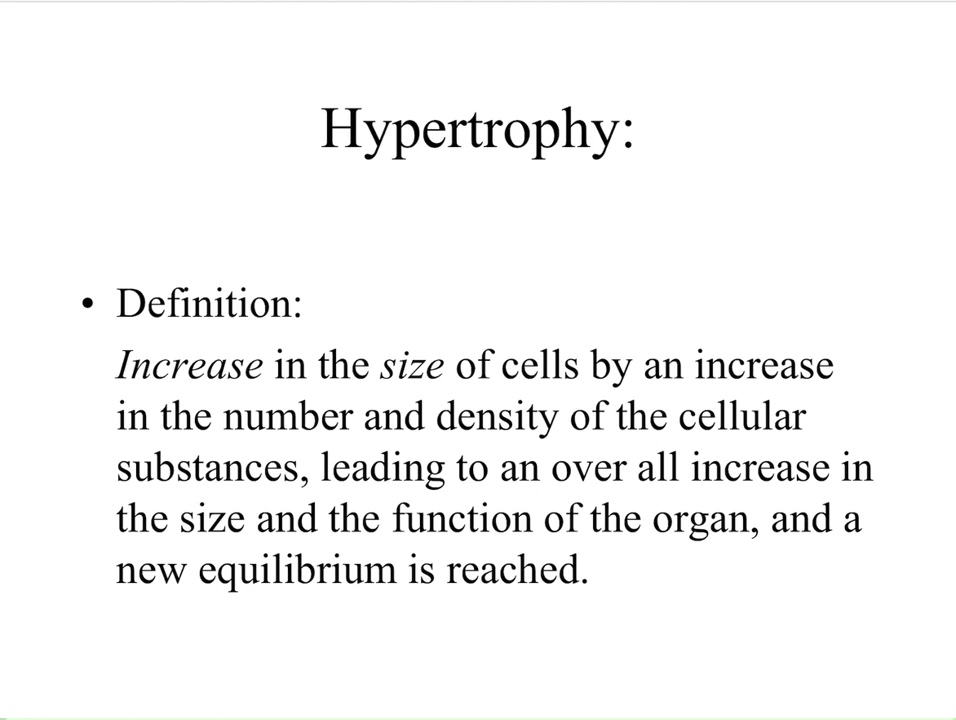 Hypertrophy:
• Definition:
Increase in the size of cells by an increase
in the number and density of the cellular
substances, leading to an over all increase in
the size and the function of the organ, and a
new equilibrium is reached.